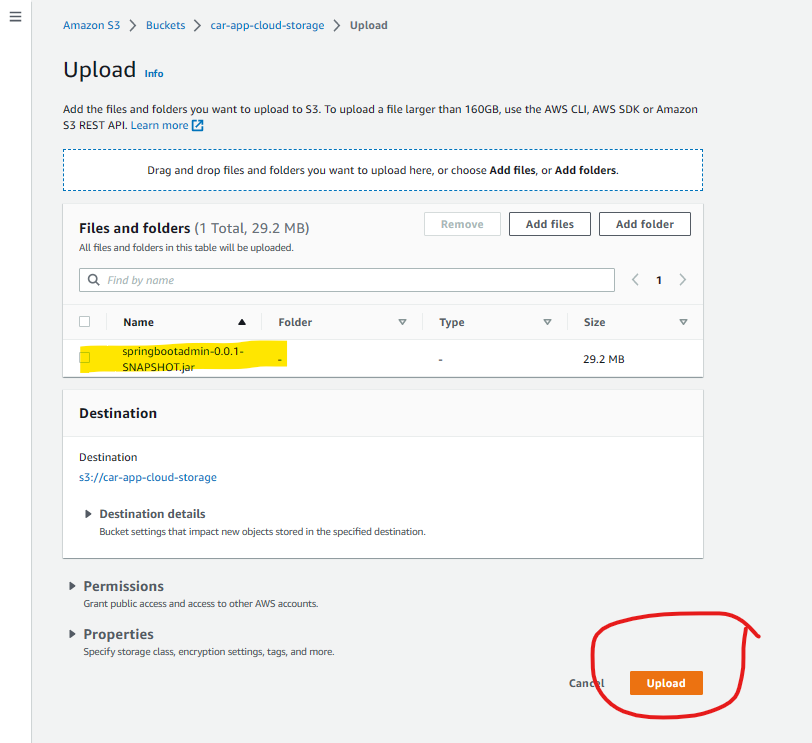 Amazon S3 > Buckets > car-app-cloud-storage > Upload
Upload Info
Add the files and folders you want to upload to S3. To upload a file larger than 160GB, use the AWS CLI, AWS SDK or Amazon
S3 REST API. Learn more
Drag and drop files and folders you want to upload here, or choose Add files, or Add folders.
Files and folders (1 Total, 29.2 MB)
All files and folders in this table will be uploaded.
Remove
Add files
Add folder
Find by name
1
Name Folder Type Size
springbootadmin-0.0.1-
SNAPSHOT.jar
- - 29.2 MB
Destination
Destination
s3://car-app-cloud-storage
Destination details
Bucket settings that impact new objects stored in the specified destination.
Permissions
Grant public access and access to other AWS accounts.
Properties
Specify storage class, encryption settings, tags, and more.
Cancel Upload